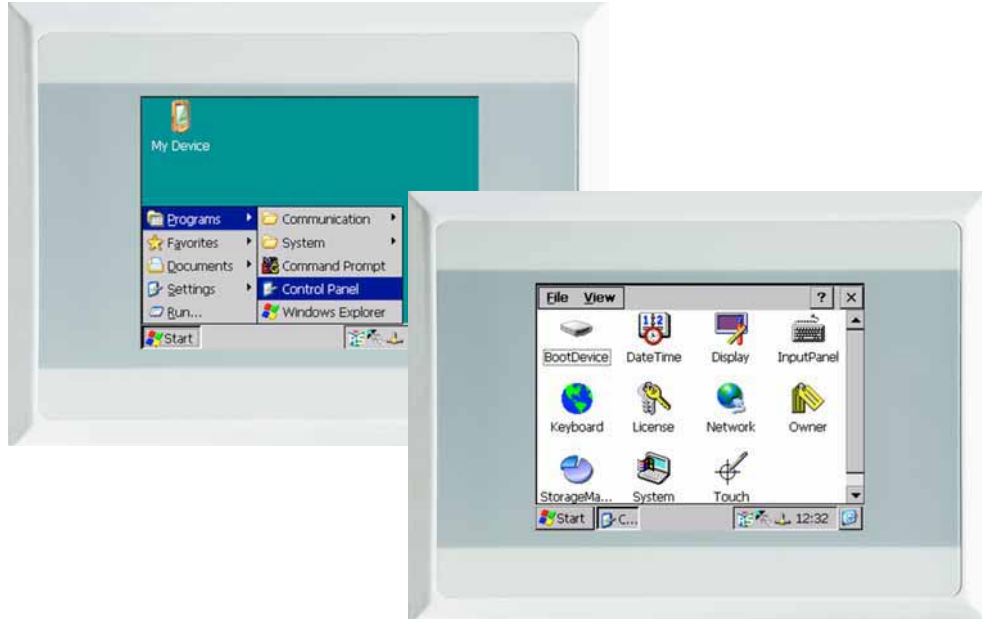 My Device
Programs
Communication
Favorites
System
Documents
Command Prompt
Settings
Control Panel
Run...
Windows Explorer
Start
File View ? ×
BootDevice DateTime Display InputPanel
Keyboard License Network Owner
StorageMa... System Touch
Start C... 12:32